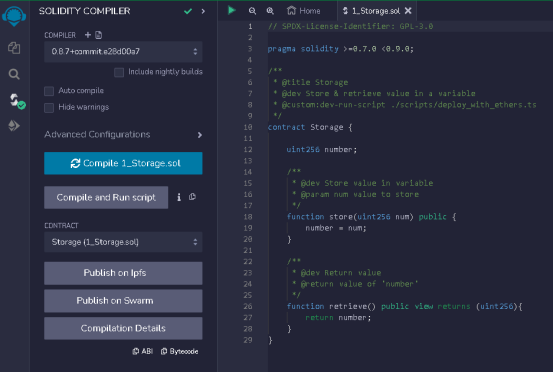 SOLIDITY COMPILER
COMPILER
0.8.7+commit.e28d00a7
Include nightly builds
Auto compile
Hide warnings
Advanced Configurations
Compile 1_Storage.sol
Compile and Run script
CONTRACT
Storage (1_Storage.sol)
Publish on Ipfs
Publish on Swarm
Compilation Details
ABI Bytecode
Home 1_Storage.sol
1 // SPDX-License-Identifier: GPL-3.0
2
3 pragma solidity >=0.7.0 <0.9.0;
4
5 /**
6 * @title Storage
7 * @dev Store & retrieve value in a variable
8 * @custom:dev-run-script ./scripts/deploy_with_ethers.ts
9 */
10 contract Storage {
11
12 uint256 number;
13
14 /**
15 * @dev Store value in variable
16 * @param num value to store
17 */
18 function store(uint256 num) public {
19 number = num;
20 }
21
22 /**
23 * @dev Return value
24 * @return value of 'number'
25 */
26 function retrieve() public view returns (uint256){
27 return number;
28 }
29 }